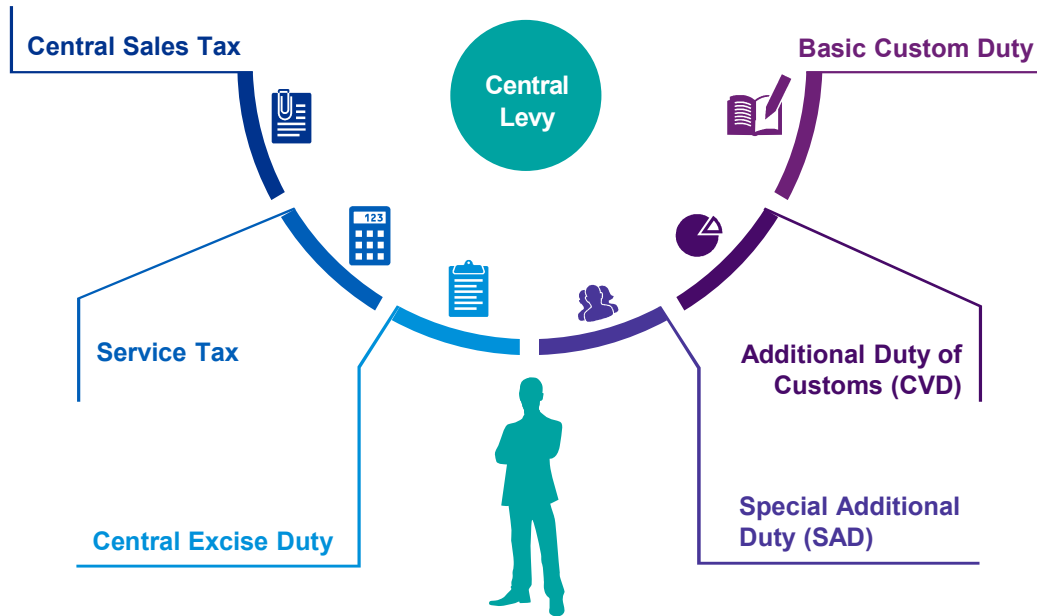 Central Sales Tax
Central
Levy
Basic Custom Duty
123
Service Tax
Additional Duty of
Customs (CVD)
Central Excise Duty
Special Additional
Duty (SAD)